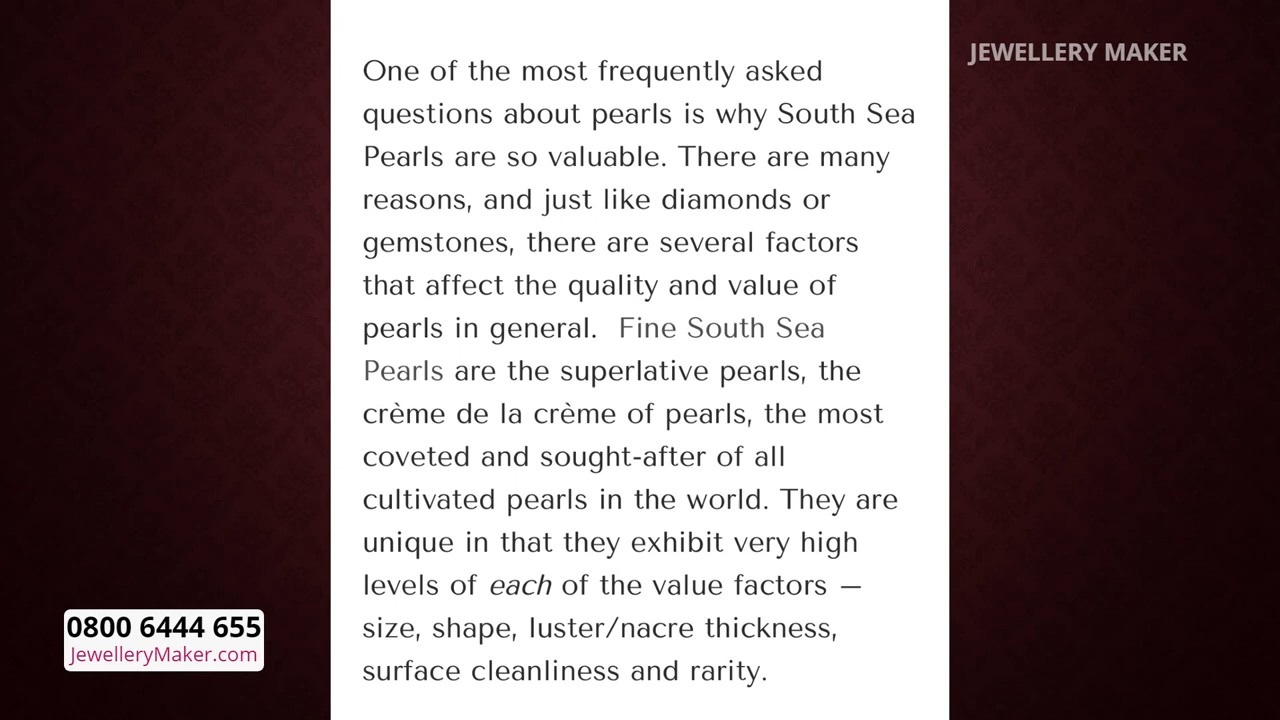 JEWELLERY MAKER
One of the most frequently asked
questions about pearls is why South Sea
Pearls are so valuable. There are many
reasons, and just like diamonds or
gemstones, there are several factors
that affect the quality and value of
pearls in general.  Fine South Sea
Pearls are the superlative pearls, the
crème de la crème of pearls, the most
coveted and sought-after of all
cultivated pearls in the world. They are
unique in that they exhibit very high
levels of each of the value factors –
size, shape, luster/nacre thickness,
surface cleanliness and rarity.
0800 6444 655
JewelleryMaker.com